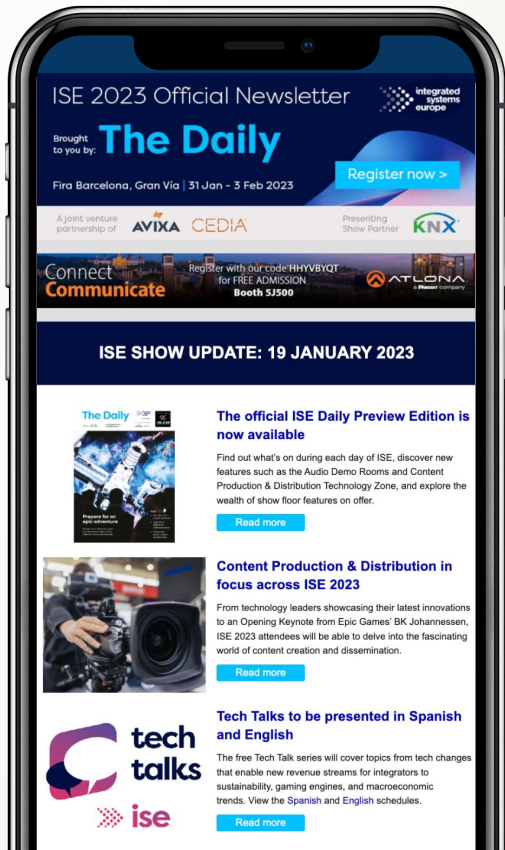 ISE 2023 Official Newsletter
integrated
systems
europe
Brought
to you by:
The Daily
Register now >
Fira Barcelona, Gran Vía | 31 Jan - 3 Feb 2023
A joint venture
partnership of
AVIXA
CEDIA
Presenting
Show Partner
KNX
Connect
Communicate
Register with our code HHYVBYQT
for FREE ADMISSION
Booth 5J500
ATLONA
a PANDUIT company
ISE SHOW UPDATE: 19 JANUARY 2023
The Daily
Prepare for an
epic adventure
The official ISE Daily Preview Edition is
now available
Find out what's on during each day of ISE, discover new
features such as the Audio Demo Rooms and Content
Production & Distribution Technology Zone, and explore the
wealth of show floor features on offer.
Read more
Content Production & Distribution in
focus across ISE 2023
From technology leaders showcasing their latest innovations
to an Opening Keynote from Epic Games' BK Johannessen,
ISE 2023 attendees will be able to delve into the fascinating
world of content creation and dissemination.
Read more
tech
talks
ise
Tech Talks to be presented in Spanish
and English
The free Tech Talk series will cover topics from tech changes
that enable new revenue streams for integrators to
sustainability, gaming engines, and macroeconomic
trends. View the Spanish and English schedules.
Read more